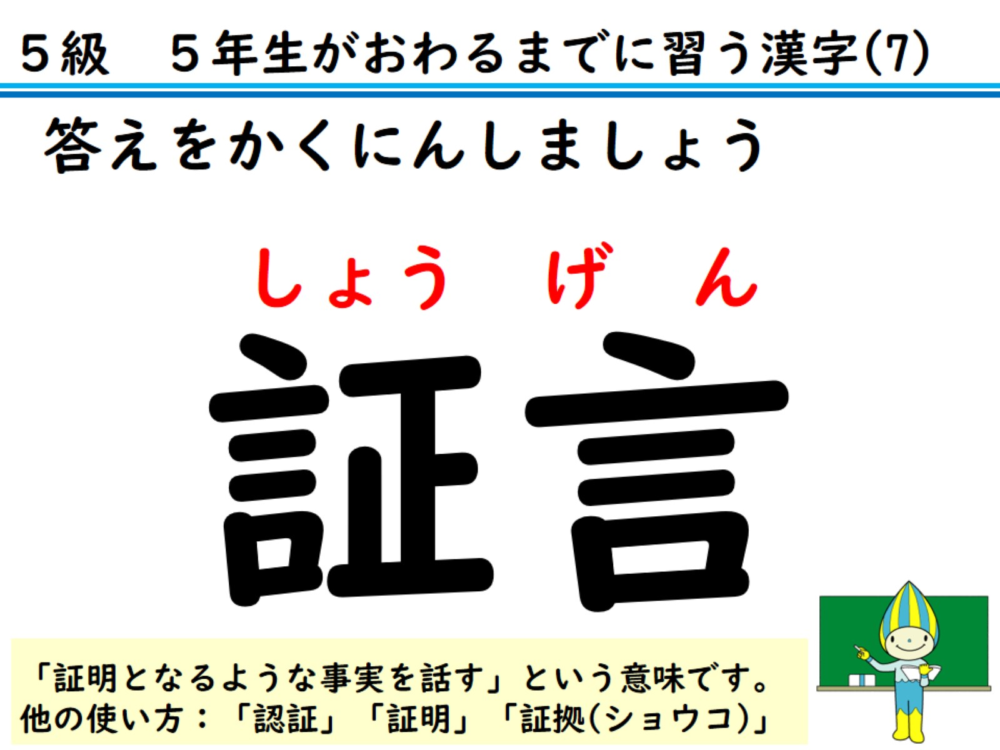 ５級　５年生がおわるまでに習う漢字(7)
答えをかくにんしましょう
しょう　げ　ん
証言
「証明となるような事実を話す」という意味です。
他の使い方：「認証」「証明」「証拠(ショウコ)」